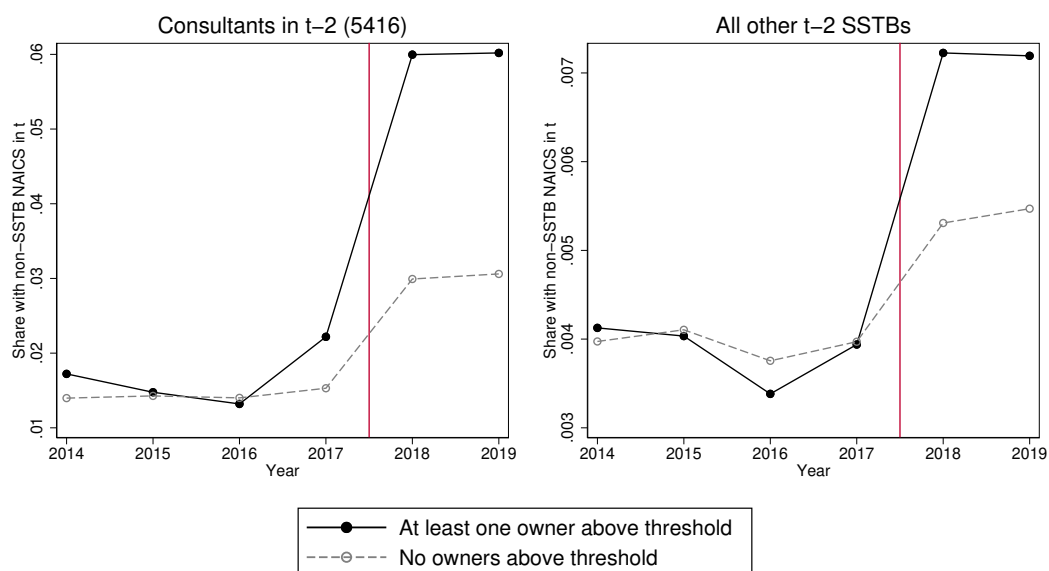 Consultants in t−2 (5416)
Share with non−SSTB NAICS in t
.06
.05
.04
.03
.02
.01
2014 2015 2016 2017 2018 2019
Year
All other t−2 SSTBs
Share with non−SSTB NAICS in t
.007
.006
.005
.004
.003
2014 2015 2016 2017 2018 2019
Year
At least one owner above threshold
No owners above threshold